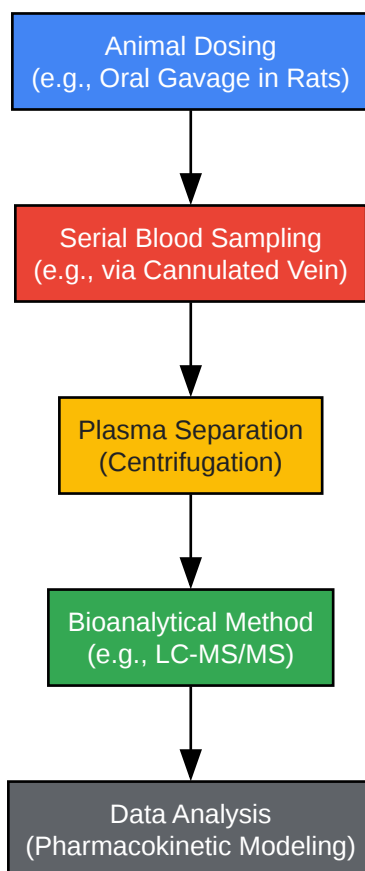 Animal Dosing
(e.g., Oral Gavage in Rats)
Serial Blood Sampling
(e.g., via Cannulated Vein)
Plasma Separation
(Centrifugation)
Bioanalytical Method
(e.g., LC-MS/MS)
Data Analysis
(Pharmacokinetic Modeling)